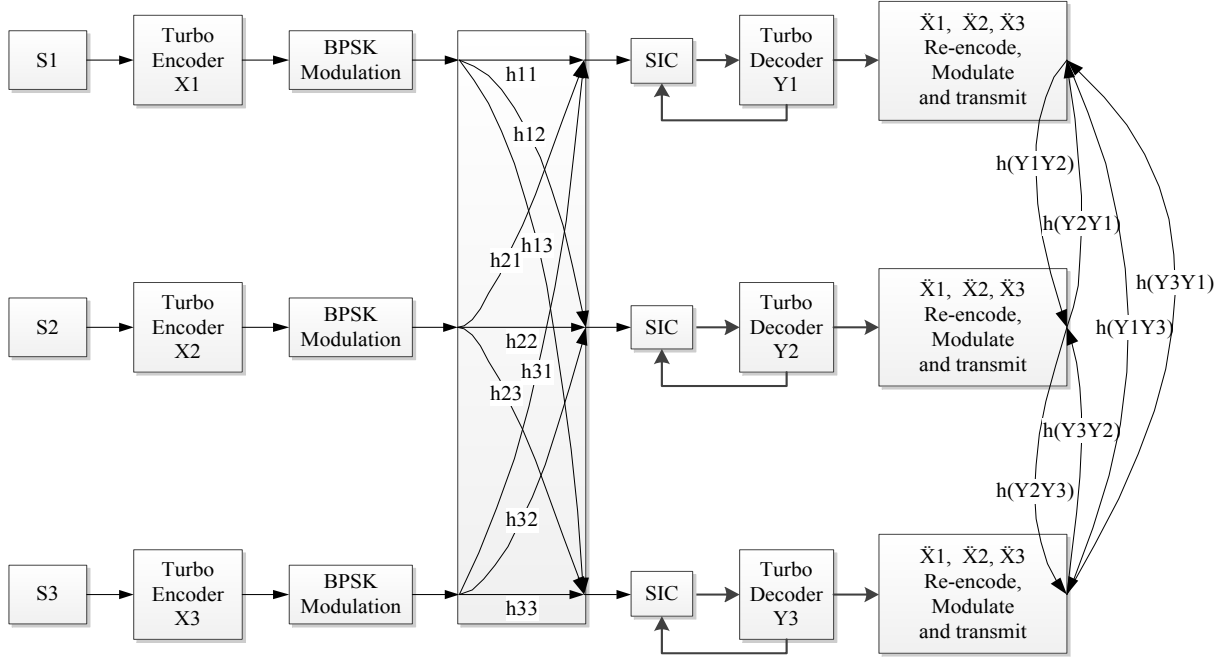 S1
Turbo
Encoder
X1
BPSK
Modulation
h11
h12
h13
h21
SIC
Turbo
Decoder
Y1
Ẍ1, Ẍ2, Ẍ3
Re-encode,
Modulate
and transmit
h(Y1Y2)
h(Y2Y1)
h(Y3Y1)
h(Y1Y3)
S2
Turbo
Encoder
X2
BPSK
Modulation
h22
h31
h23
SIC
Turbo
Decoder
Y2
Ẍ1, Ẍ2, Ẍ3
Re-encode,
Modulate
and transmit
h(Y3Y2)
h(Y2Y3)
S3
Turbo
Encoder
X3
BPSK
Modulation
h32
h33
SIC
Turbo
Decoder
Y3
Ẍ1, Ẍ2, Ẍ3
Re-encode,
Modulate
and transmit